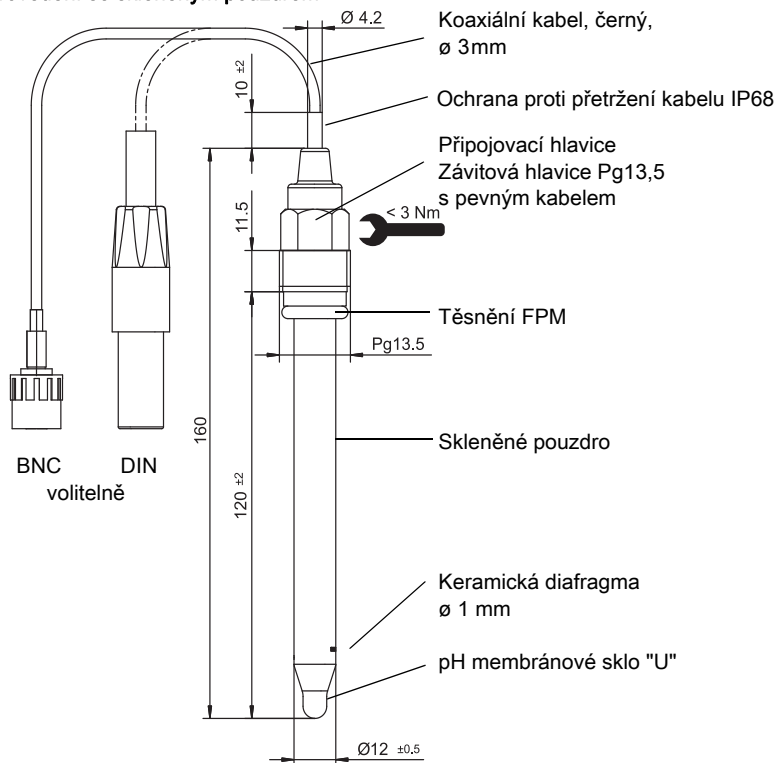 Ø 4.2
Koaxiální kabel, černý,
ø 3mm
10 ±2
Ochrana proti přetržení kabelu IP68
Připojovací hlavice
Závitová hlavice Pg13,5
s pevným kabelem
< 3 Nm
11.5
Těsnění FPM
Pg13.5
160
Skleněné pouzdro
BNC DIN
volitelně
120 ±2
Keramická diafragma
ø 1 mm
pH membránové sklo "U"
Ø12 ±0,5